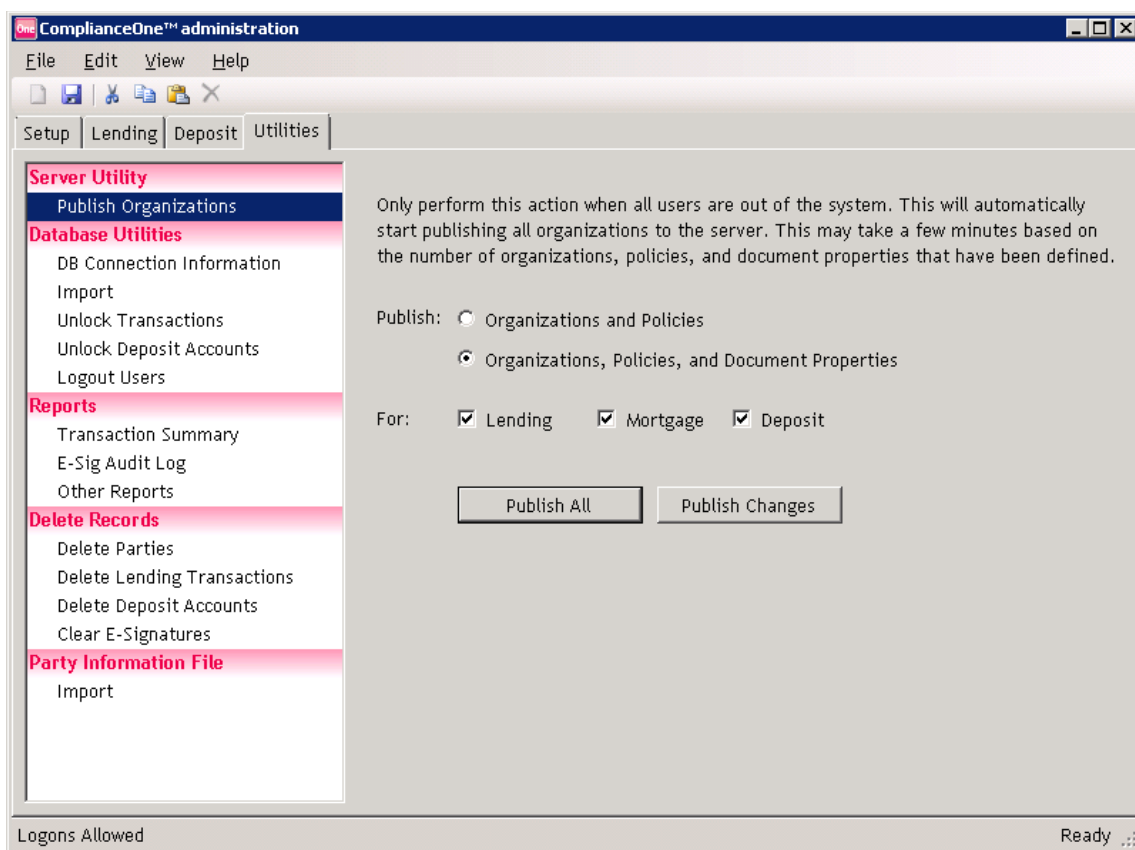 One ComplianceOne™ administration
File Edit View Help
Setup Lending Deposit Utilities
Server Utility
Publish Organizations
Database Utilities
DB Connection Information
Import
Unlock Transactions
Unlock Deposit Accounts
Logout Users
Reports
Transaction Summary
E-Sig Audit Log
Other Reports
Delete Records
Delete Parties
Delete Lending Transactions
Delete Deposit Accounts
Clear E-Signatures
Party Information File
Import
Only perform this action when all users are out of the system. This will automatically
start publishing all organizations to the server. This may take a few minutes based on
the number of organizations, policies, and document properties that have been defined.
Publish: Organizations and Policies
Organizations, Policies, and Document Properties
For: Lending Mortgage Deposit
Publish All Publish Changes
Logons Allowed Ready